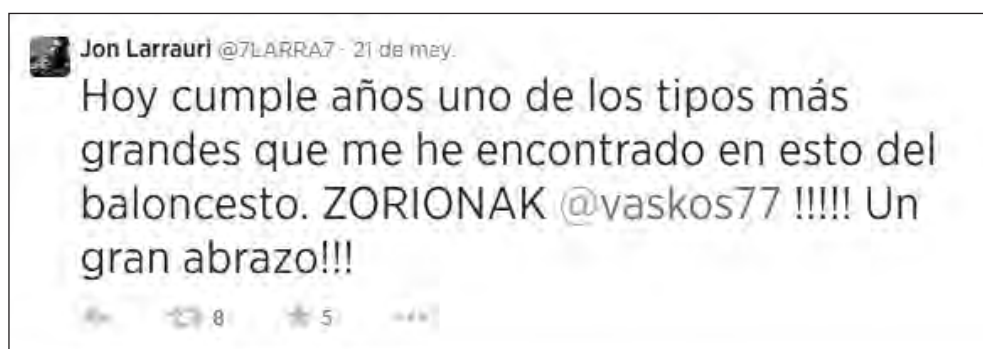 Jon Larrauri @7LARRA7 · 21 de may.
Hoy cumple años uno de los tipos más
grandes que me he encontrado en esto del
baloncesto. ZORIONAK @vaskos77 !!!!! Un
gran abrazo!!!
8 5